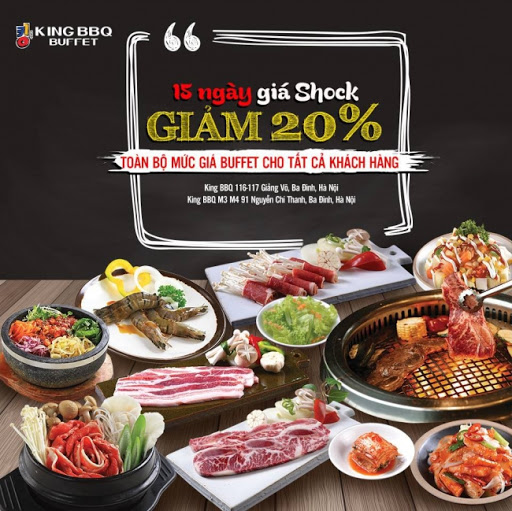 KING BBQ
BUFFET
15 ngày giá Shock
GIẢM 20%
TOÀN BỘ MỨC GIÁ BUFFET CHO TẤT CẢ KHÁCH HÀNG
King BBQ 116-117 Giảng Võ, Ba Đình, Hà Nội
King BBQ M3 M4 91 Nguyễn Chí Thanh, Ba Đình, Hà Nội